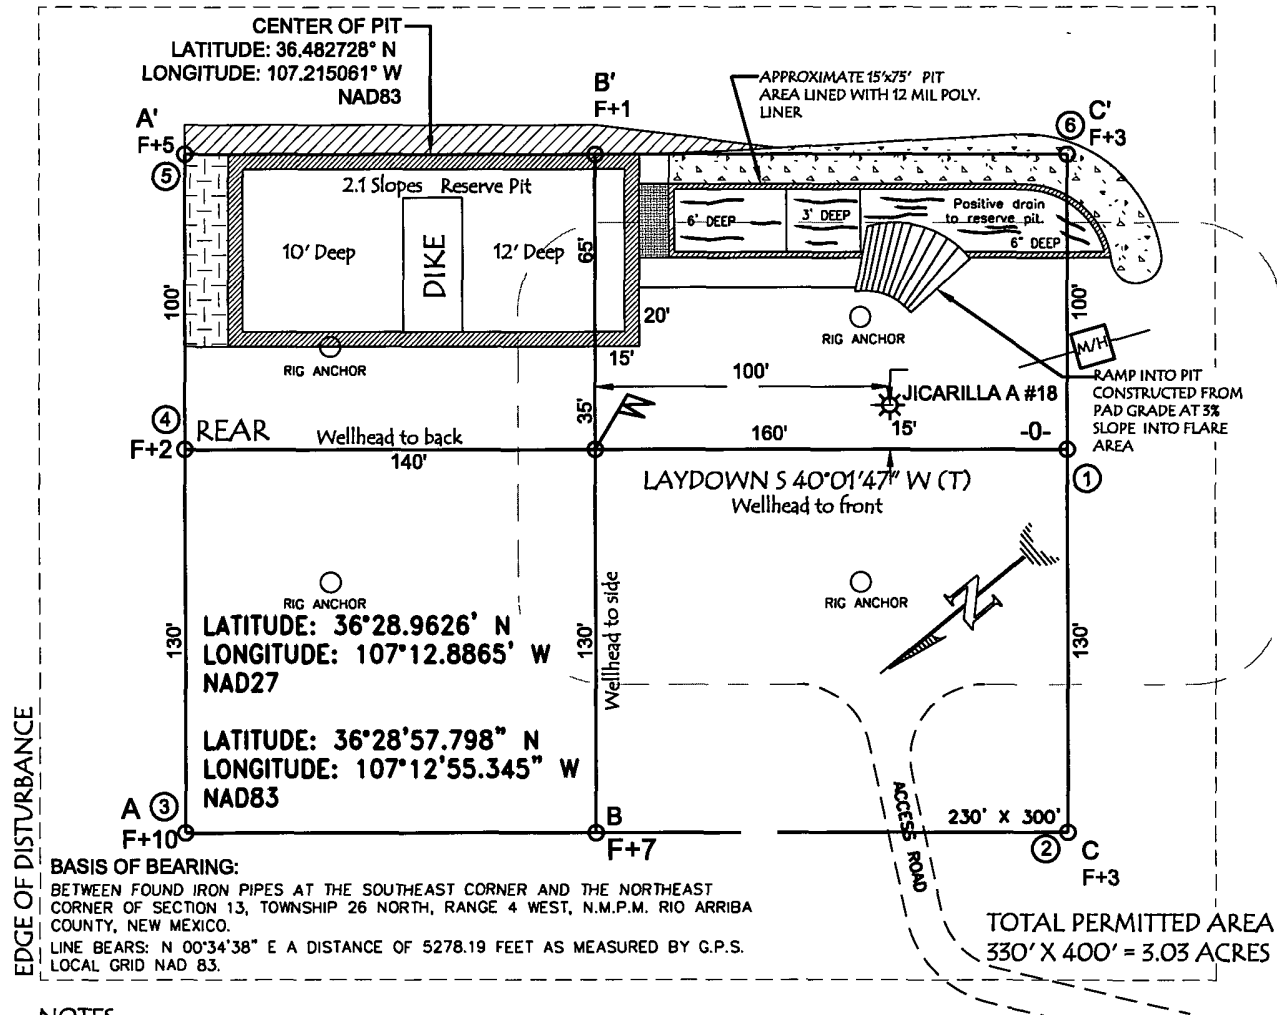 CENTER OF PIT
LATITUDE: 36.482728° N
LONGITUDE: 107.215061° W
NAD83
A'
F+5
5
B'
F+1
APPROXIMATE 15'x75' PIT
AREA LINED WITH 12 MIL POLY.
LINER
6
C'
F+3
2.1 Slopes Reserve Pit
10' Deep
DIKE
12' Deep
65'
6' DEEP
3' DEEP
Positive drain
to reserve pit.
6" DEEP
100'
20'
15'
RIG ANCHOR
RIG ANCHOR
100'
M/H
RAMP INTO PIT
CONSTRUCTED FROM
PAD GRADE AT 3%
SLOPE INTO FLARE
AREA
100'
JICARILLA A #18
35'
15'
-0-
4
F+2
REAR
Wellhead to back
140'
160'
LAYDOWN S 40°01'47" W (T)
Wellhead to front
1
RIG ANCHOR
RIG ANCHOR
N
130'
130'
Wellhead to side
130'
LATITUDE: 36°28.9626' N
LONGITUDE: 107°12.8865' W
NAD27
LATITUDE: 36°28'57.798" N
LONGITUDE: 107°12'55.345" W
NAD83
ACCESS ROAD
230' X 300'
A
3
F+10
B
F+7
2
C
F+3
EDGE OF DISTURBANCE
BASIS OF BEARING:
BETWEEN FOUND IRON PIPES AT THE SOUTHEAST CORNER AND THE NORTHEAST
CORNER OF SECTION 13, TOWNSHIP 26 NORTH, RANGE 4 WEST, N.M.P.M. RIO ARRIBA
COUNTY, NEW MEXICO.
LINE BEARS: N 00°34'38" E A DISTANCE OF 5278.19 FEET AS MEASURED BY G.P.S.
LOCAL GRID NAD 83.
TOTAL PERMITTED AREA
330' X 400' = 3.03 ACRES
NOTES